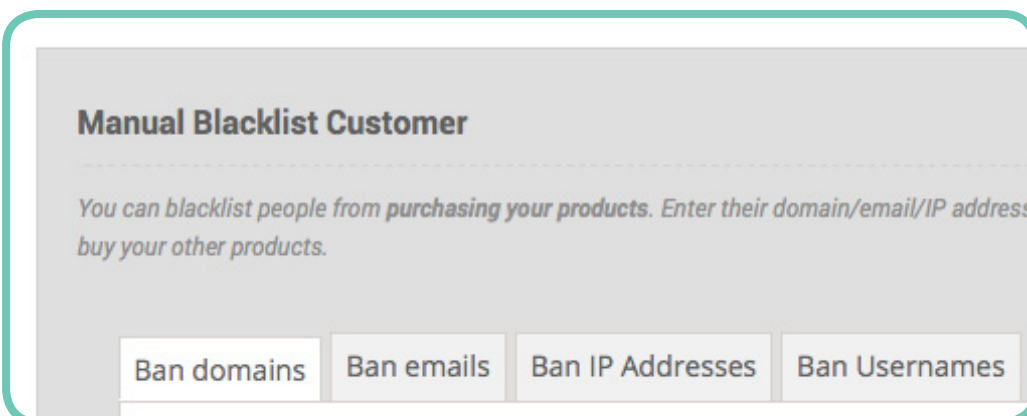 Manual Blacklist Customer
You can blacklist people from purchasing your products. Enter their domain/email/IP address
buy your other products.
Ban domains Ban emails Ban IP Addresses Ban Usernames